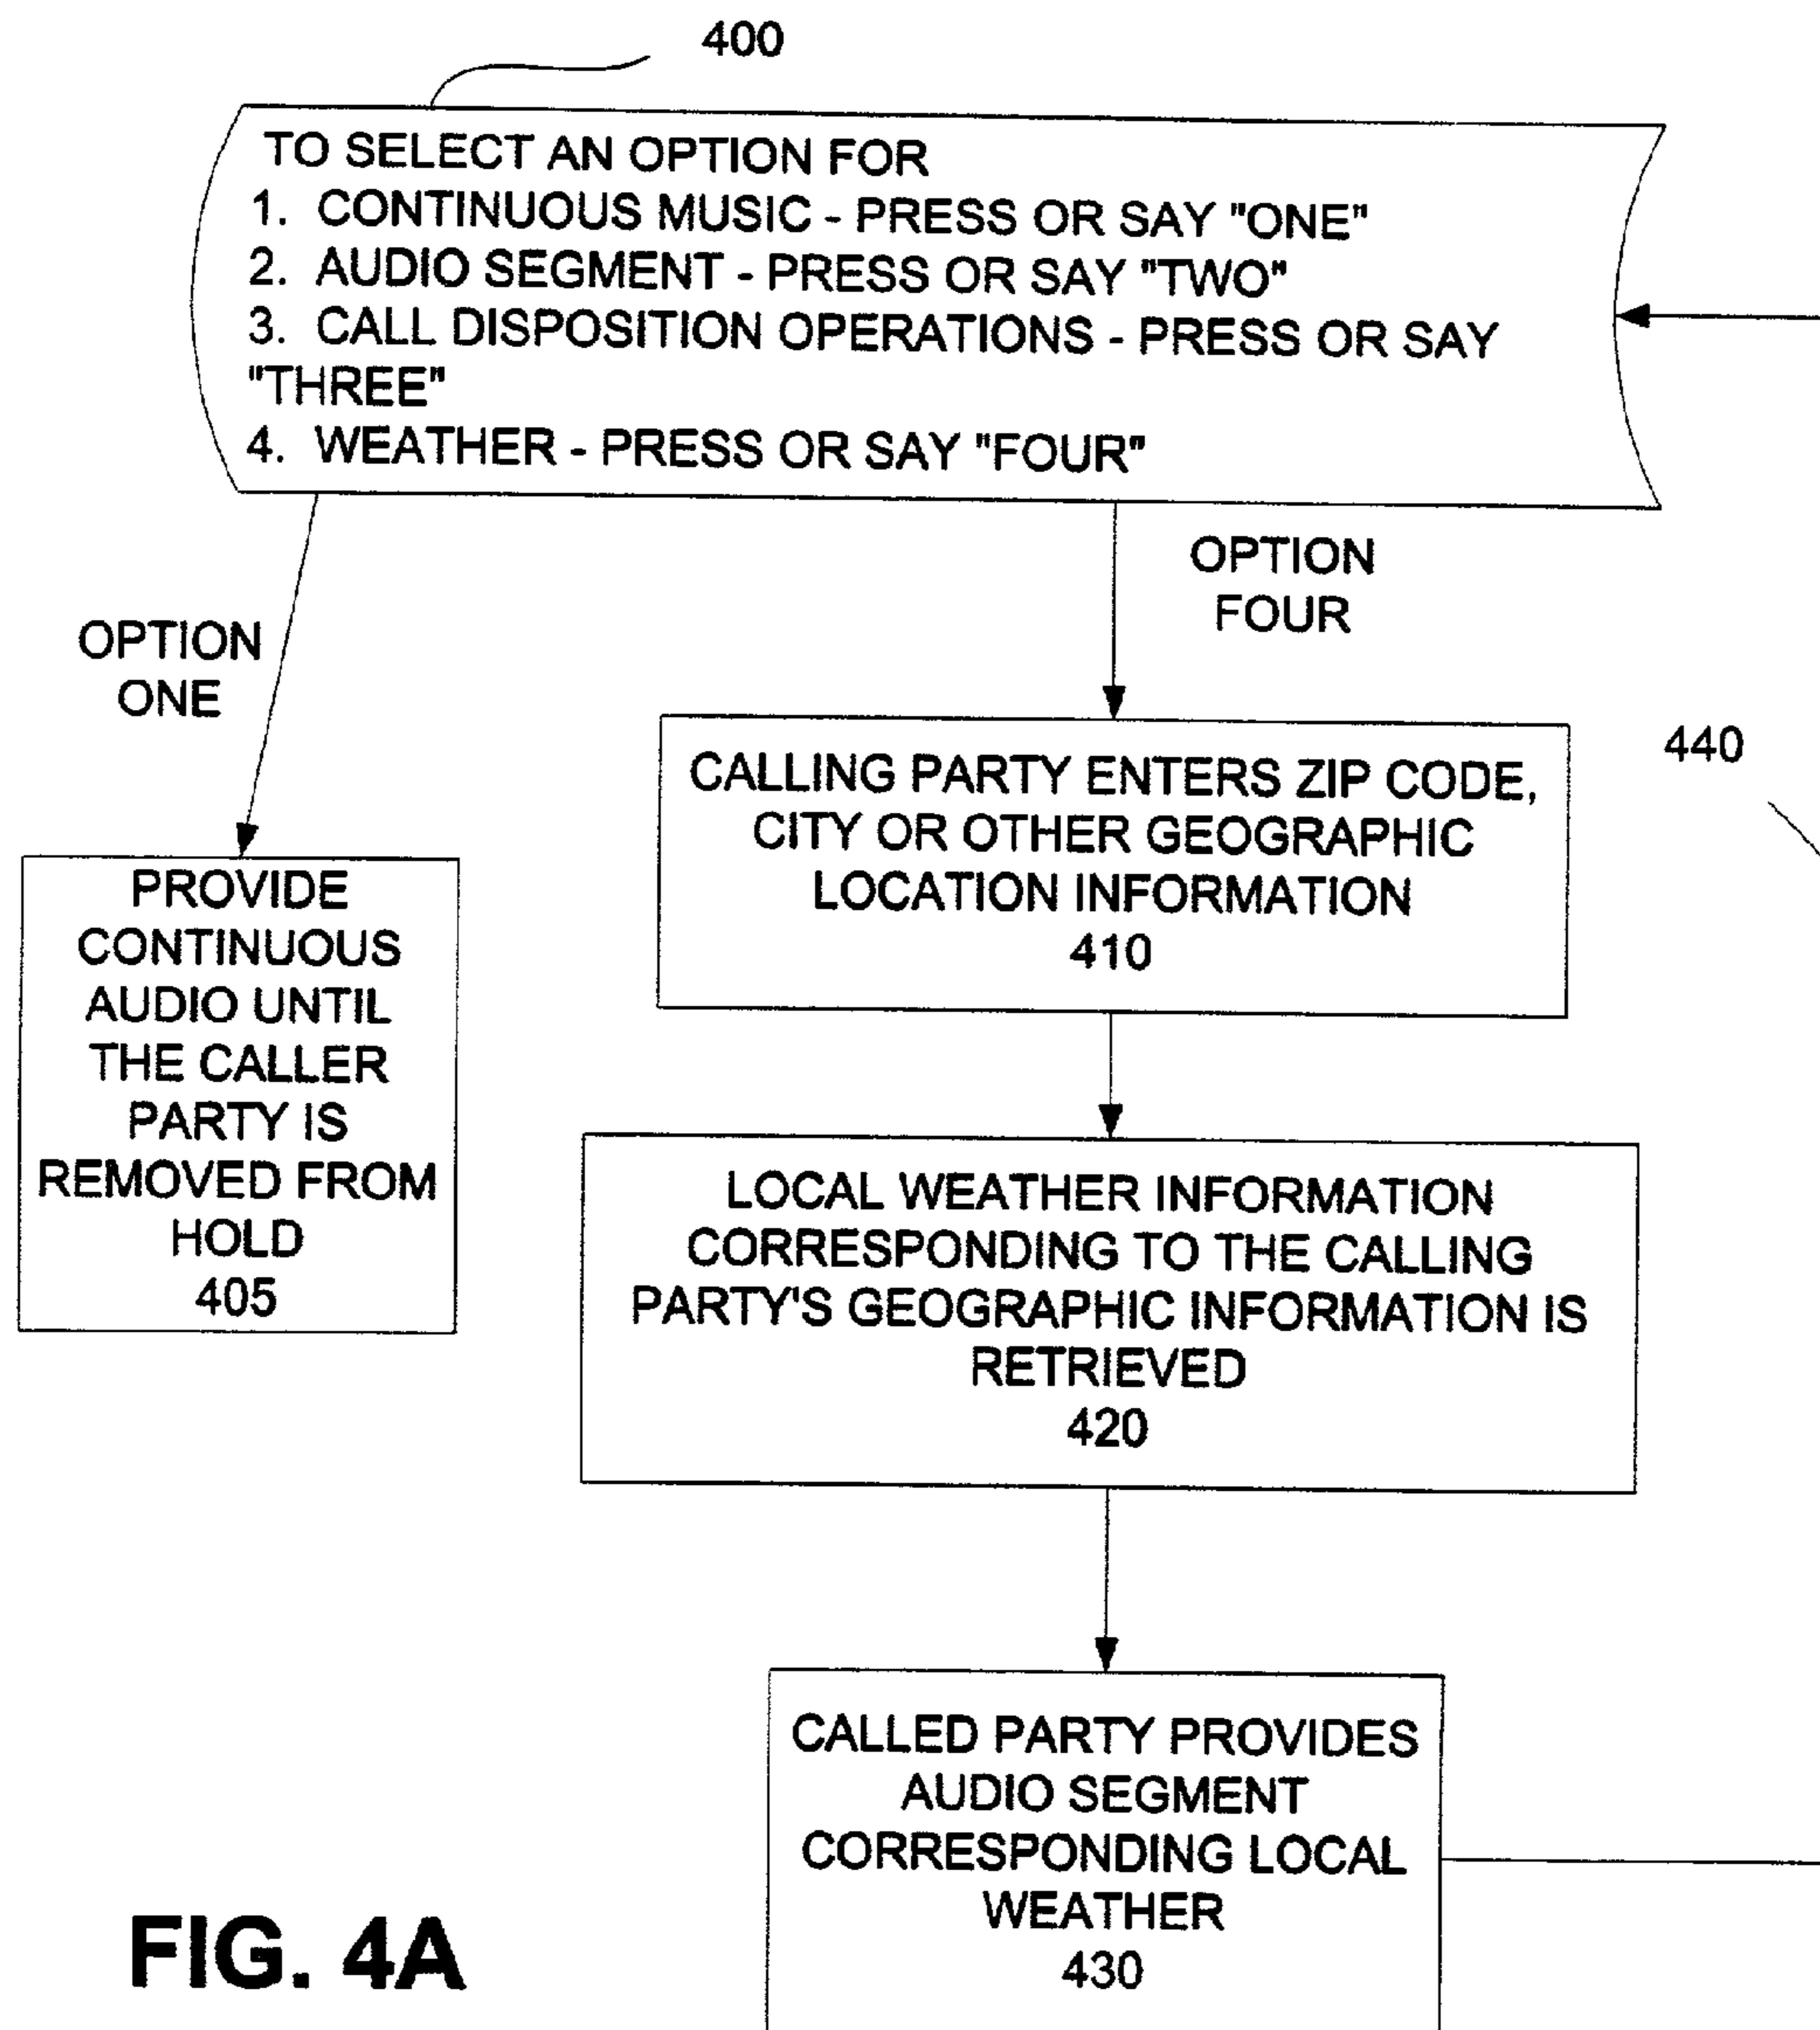 400
TO SELECT AN OPTION FOR
1. CONTINUOUS MUSIC - PRESS OR SAY "ONE"
2. AUDIO SEGMENT - PRESS OR SAY "TWO"
3. CALL DISPOSITION OPERATIONS - PRESS OR SAY
"THREE"
4. WEATHER - PRESS OR SAY "FOUR"
OPTION
ONE
OPTION
FOUR
PROVIDE
CONTINUOUS
AUDIO UNTIL
THE CALLER
PARTY IS
REMOVED FROM
HOLD
405
CALLING PARTY ENTERS ZIP CODE,
CITY OR OTHER GEOGRAPHIC
LOCATION INFORMATION
410
440
LOCAL WEATHER INFORMATION
CORRESPONDING TO THE CALLING
PARTY'S GEOGRAPHIC INFORMATION IS
RETRIEVED
420
CALLED PARTY PROVIDES
AUDIO SEGMENT
CORRESPONDING LOCAL
WEATHER
430
FIG. 4A